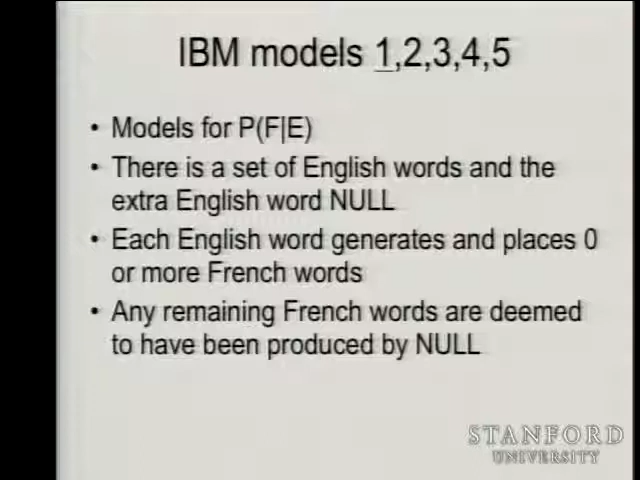 IBM models 1,2,3,4,5
• Models for P(F|E)
• There is a set of English words and the
extra English word NULL
• Each English word generates and places 0
or more French words
• Any remaining French words are deemed
to have been produced by NULL
STANFORD
UNIVERSITY